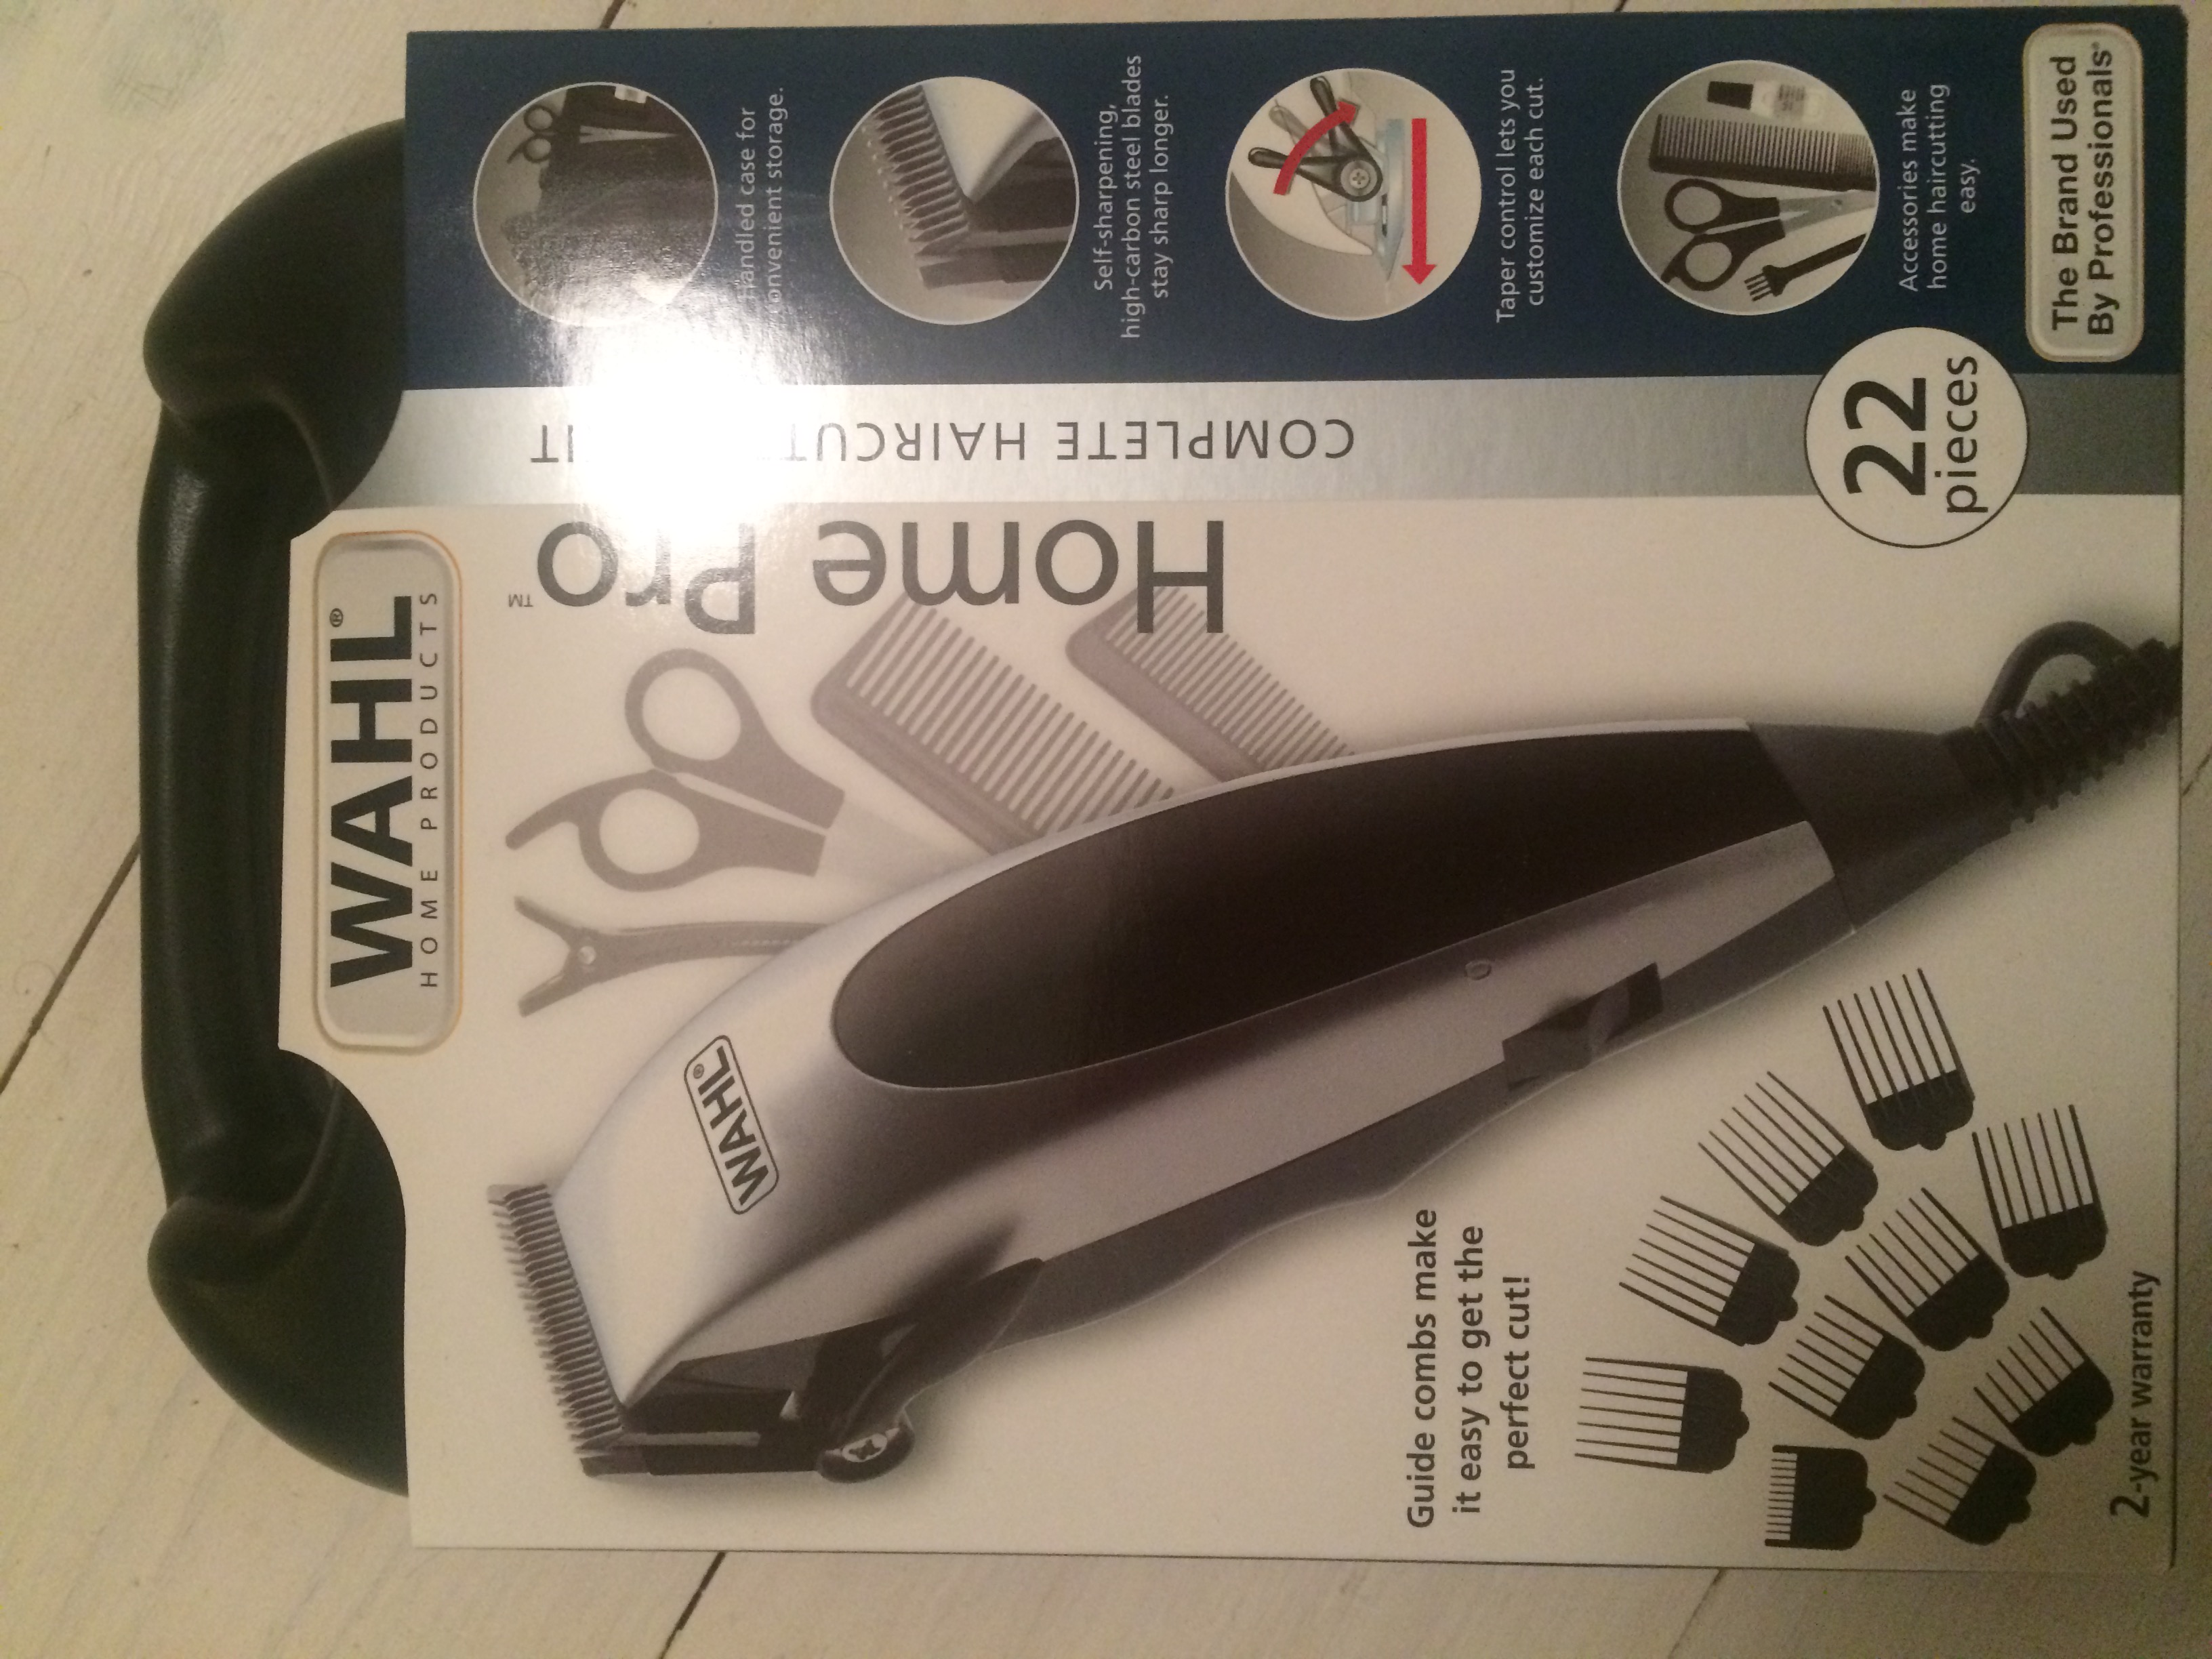 WAHL®
HOME PRODUCTS
WAHL®
Home Pro™
COMPLETE HAIRCUT
Handled case for
convenient storage.
Self-sharpening,
high-carbon steel blades
stay sharp longer.
Taper control lets you
customize each cut.
Accessories make
home haircutting
easy.
Guide combs make
it easy to get the
perfect cut!
22
pieces
The Brand Used
By Professionals®
2-year warranty